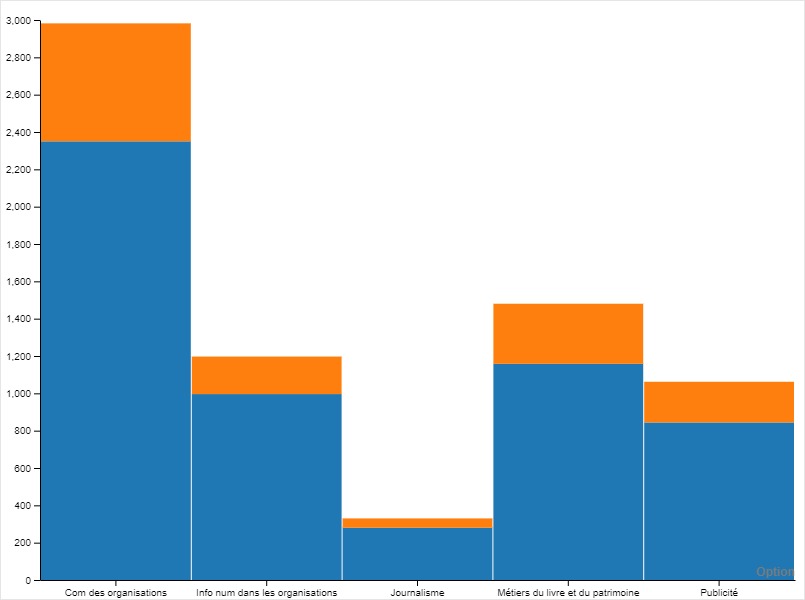 3,000
2,800
2,600
2,400
2,200
2,000
1,800
1,600
1,400
1,200
1,000
800
600
400
200
0
Option
Com des organisations
Info num dans les organisations
Journalisme
Métiers du livre et du patrimoine
Publicité